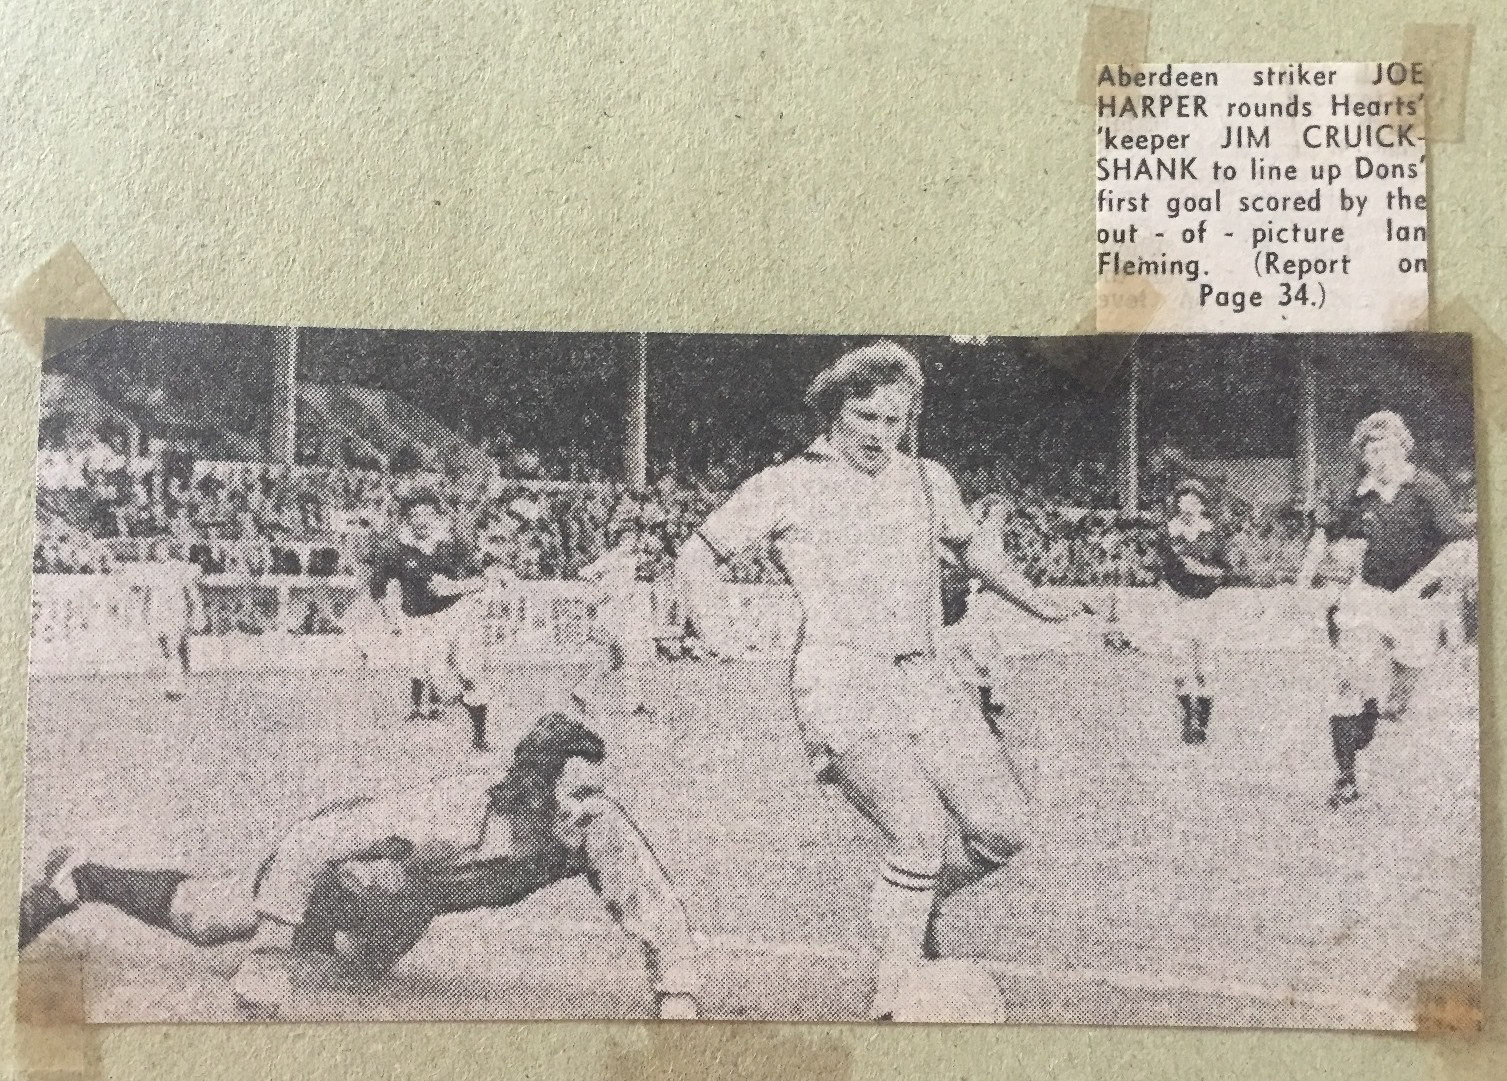 Aberdeen striker JOE
HARPER rounds Hearts'
'keeper JIM CRUICK-
SHANK to line up Dons'
first goal scored by the
out - of - picture Ian
Fleming. (Report on
Page 34.)